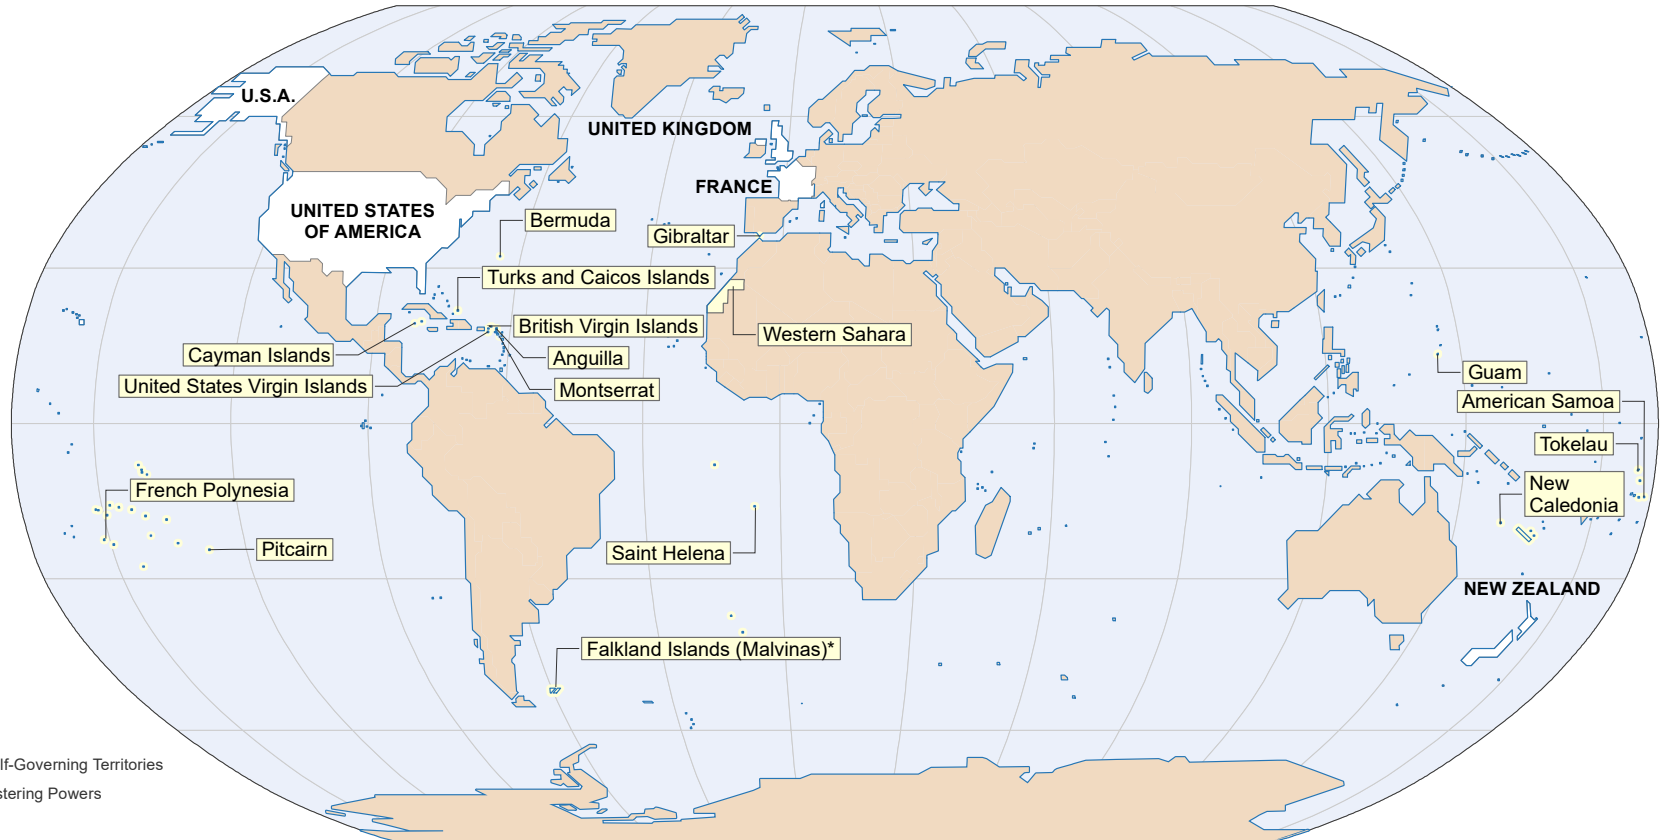 U.S.A.
UNITED KINGDOM
FRANCE
UNITED STATES
OF AMERICA
Bermuda
Gibraltar
Turks and Caicos Islands
British Virgin Islands
Western Sahara
Cayman Islands
Anguilla
United States Virgin Islands
Montserrat
Guam
American Samoa
Tokelau
French Polynesia
New
Caledonia
Pitcairn
Saint Helena
NEW ZEALAND
Falkland Islands (Malvinas)*
lf-Governing Territories
stering Powers